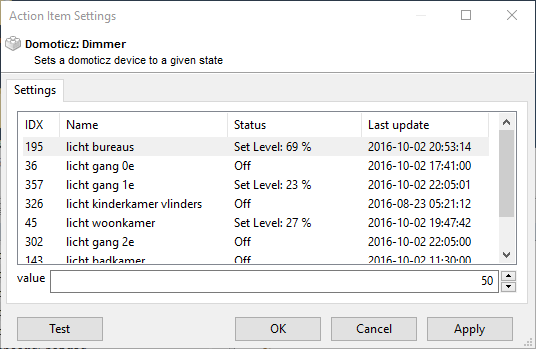 Action Item Settings
Domoticz: Dimmer
Sets a domoticz device to a given state
Settings
IDX Name Status Last update
195 licht bureaus Set Level: 69 % 2016-10-02 20:53:14
36 licht gang 0e Off 2016-10-02 17:41:00
357 licht gang 1e Set Level: 23 % 2016-10-02 22:05:01
326 licht kinderkamer vlinders Off 2016-08-23 05:21:12
45 licht woonkamer Set Level: 27 % 2016-10-02 19:47:42
302 licht gang 2e Off 2016-10-02 22:05:00
143 licht badkamer Off 2016-10-02 11:30:00
value 50
Test OK Cancel Apply